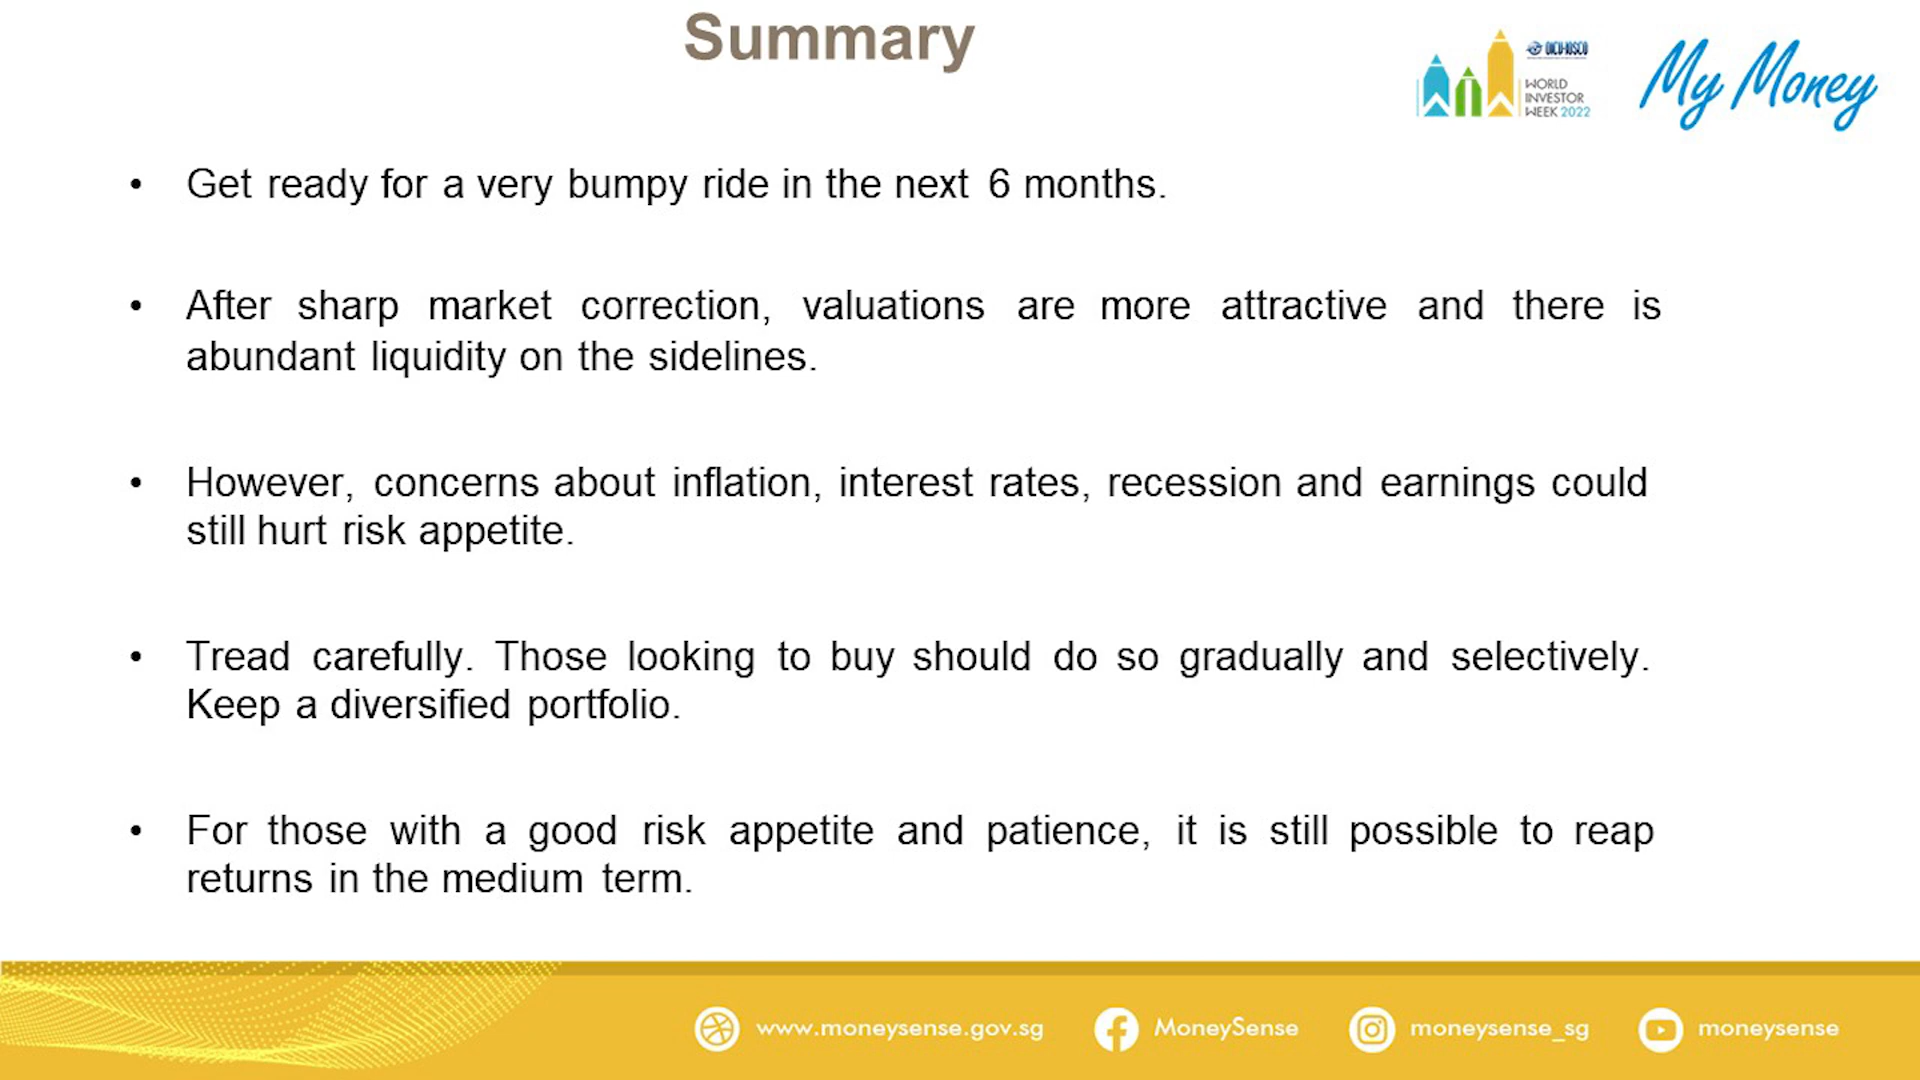 Summary
OICU-IOSCO
WORLD
INVESTOR
WEEK 2022
My Money
• Get ready for a very bumpy ride in the next 6 months.
• After sharp market correction, valuations are more attractive and there is
abundant liquidity on the sidelines.
• However, concerns about inflation, interest rates, recession and earnings could
still hurt risk appetite.
• Tread carefully. Those looking to buy should do so gradually and selectively.
Keep a diversified portfolio.
• For those with a good risk appetite and patience, it is still possible to reap
returns in the medium term.
www.moneysense.gov.sg MoneySense moneysense_sg moneysense